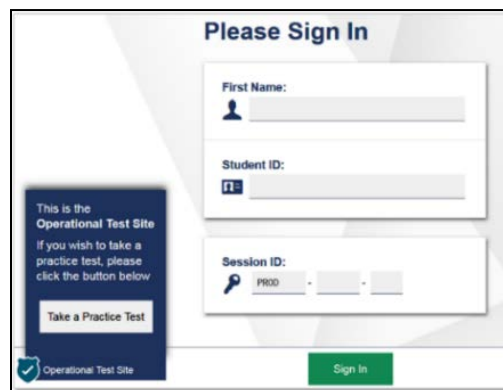 Please Sign In
First Name:
Student ID:
This is the
Operational Test Site
If you wish to take a
practice test, please
click the button below
Take a Practice Test
Session ID:
PROD - -
Operational Test Site
Sign In